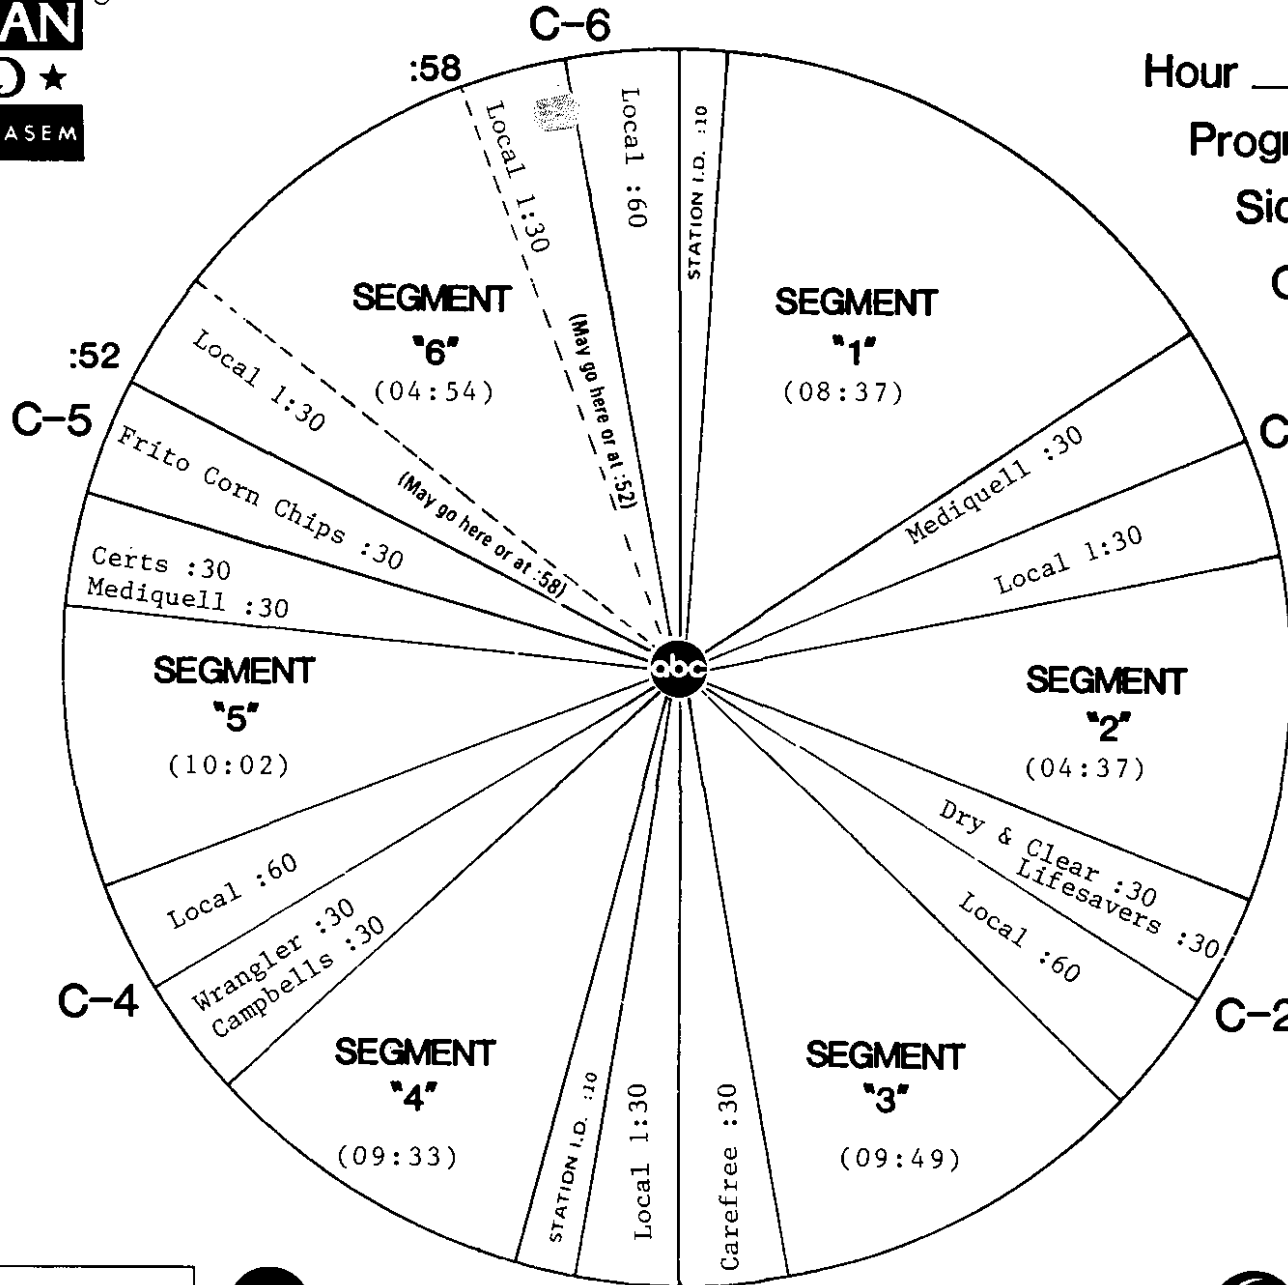 AN
ASEM
C-6
:58
Hour
Local 1:30
Local :60
STATION I.D. :10
SEGMENT
"6"
(04:54)
(May go here or at :52)
SEGMENT
"1"
(08:37)
:52
C-5
Local 1:30
(May go here or at :58)
Frito Corn Chips :30
Certs :30
Mediquell :30
Mediquell :30
Local 1:30
abc
SEGMENT
"5"
(10:02)
SEGMENT
"2"
(04:37)
Dry & Clear :30
Lifesavers :30
Local :60
Local :60
Wrangler :30
Campbells :30
C-4
C-2
SEGMENT
"4"
(09:33)
STATION I.D. :10
Local 1:30
Carefree :30
SEGMENT
"3"
(09:49)